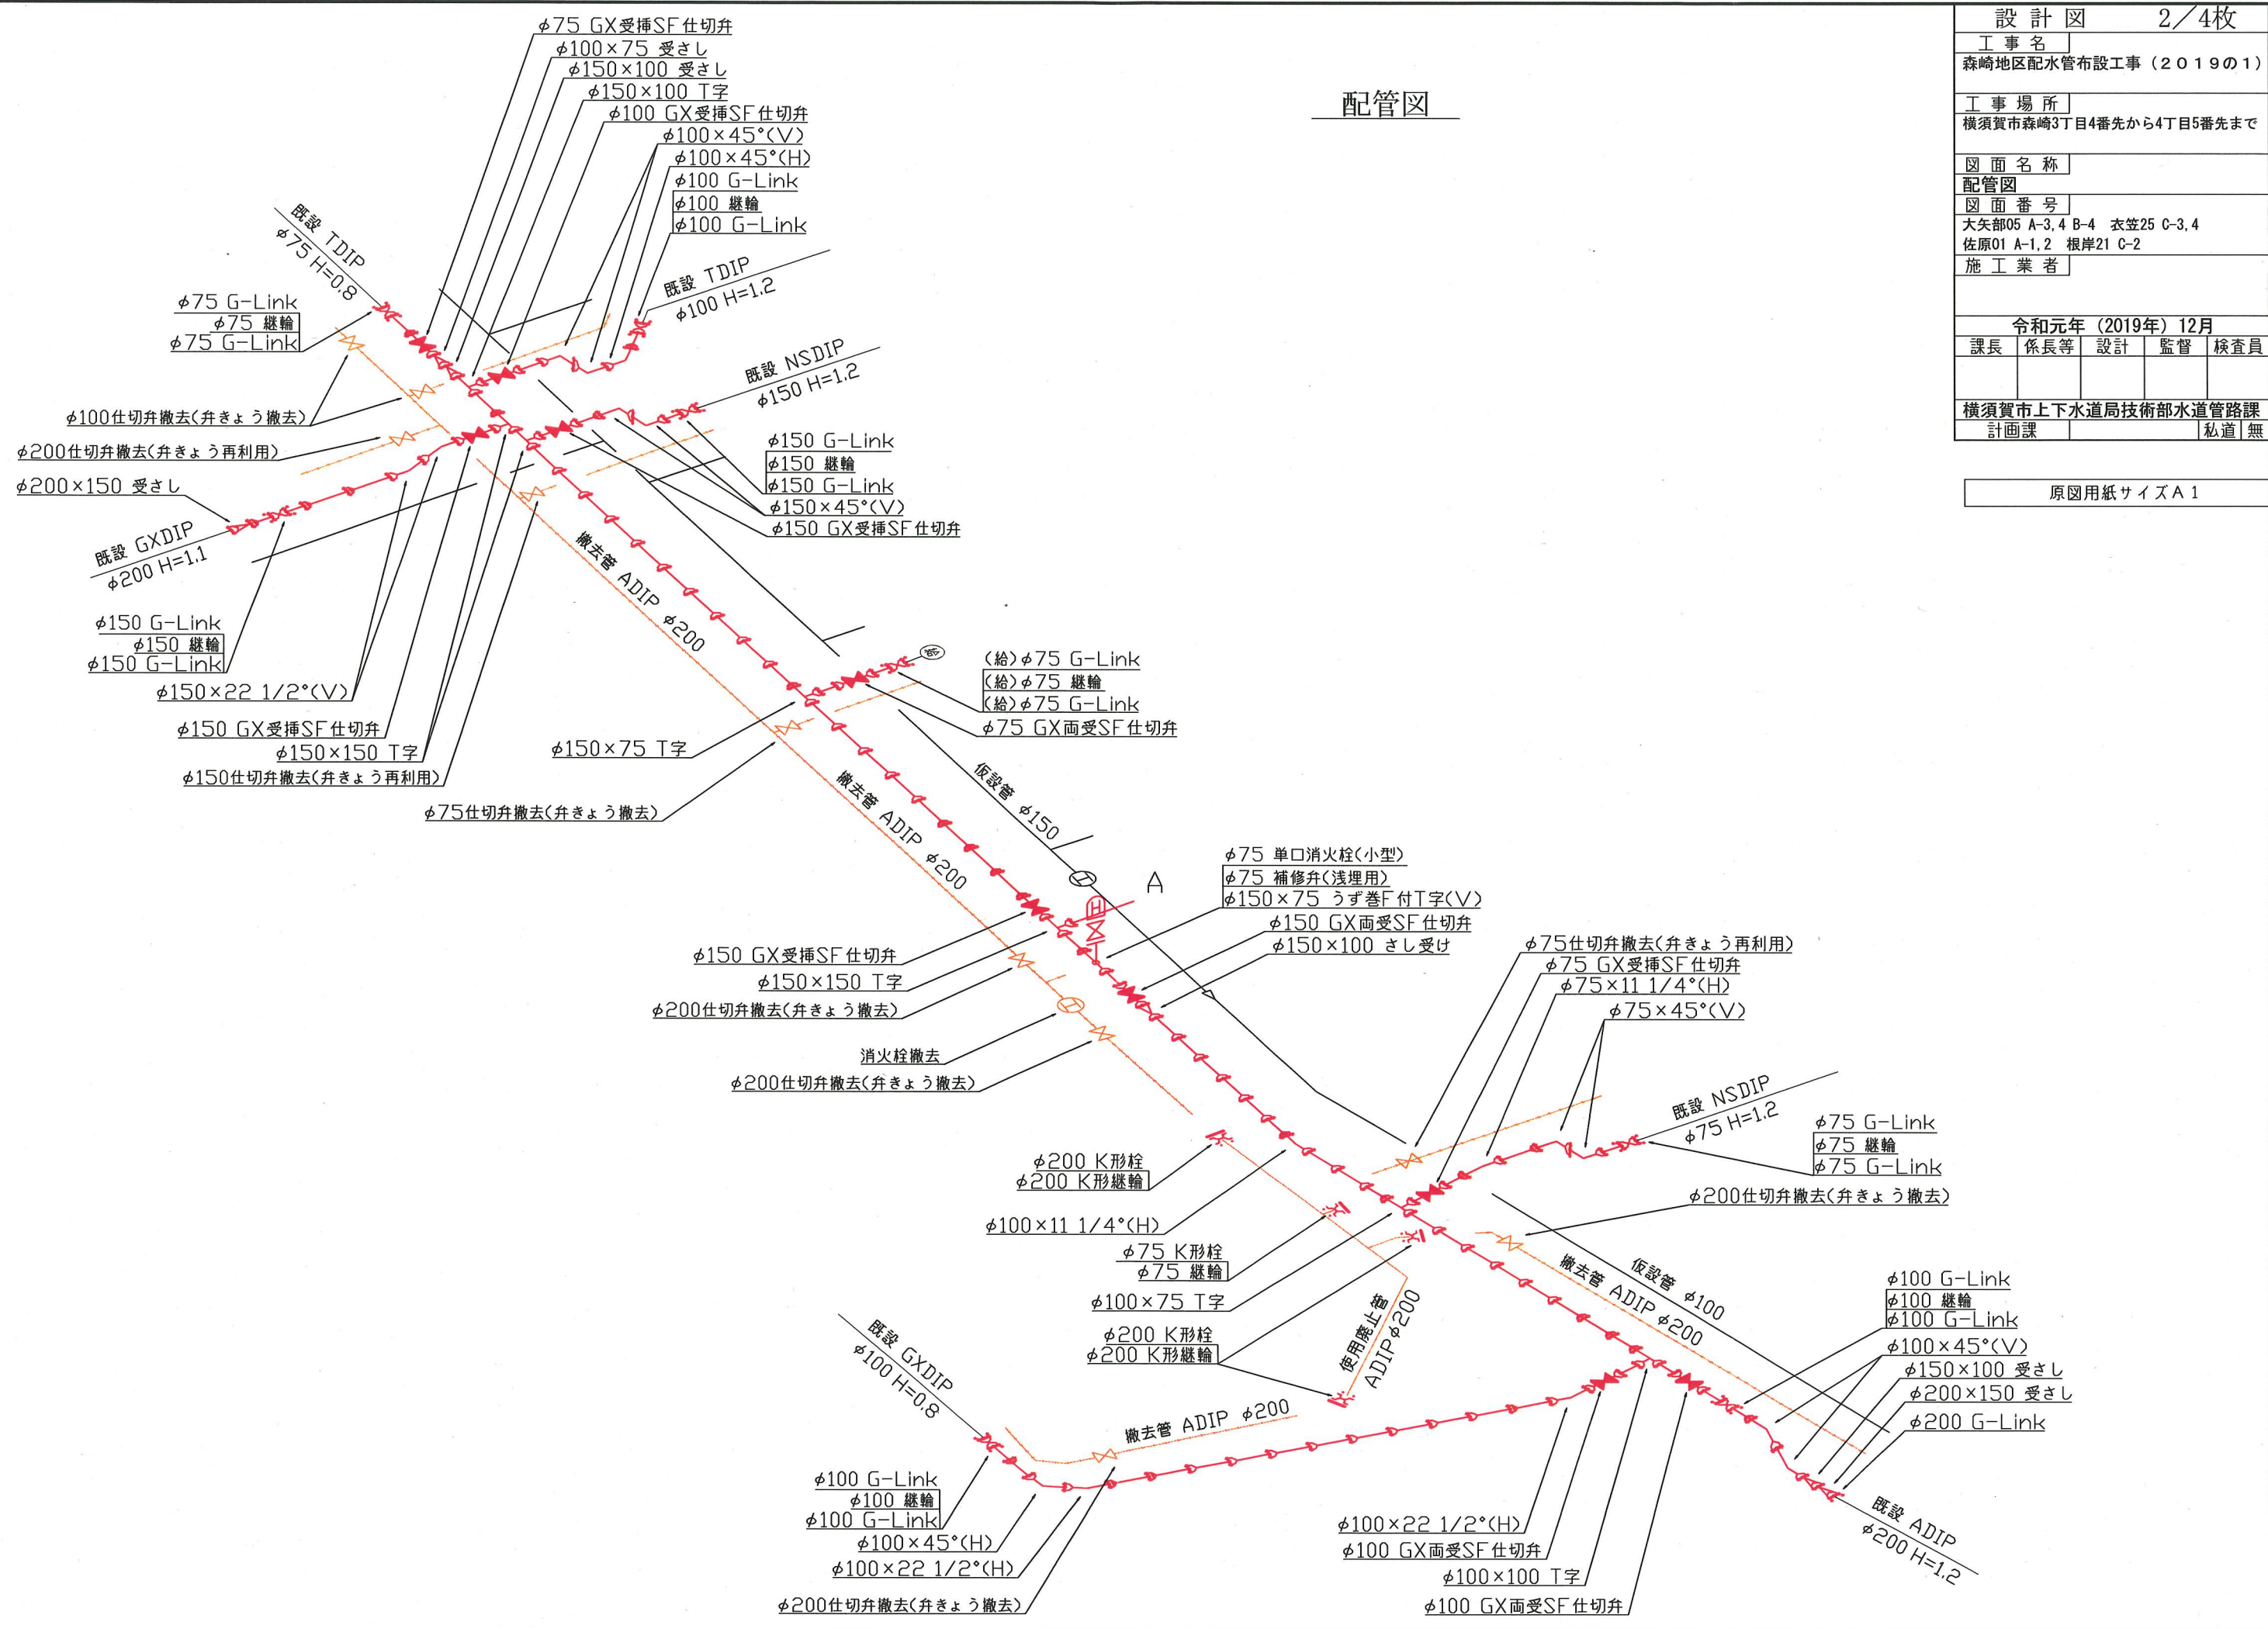 設計図 2/4枚
工事名
森崎地区配水管布設工事（2019の1）
工事場所
横須賀市森崎3丁目4番先から4丁目5番先まで
図面名称
配管図
図面番号
大矢部05 A-3,4 B-4 衣笠25 C-3,4
佐原01 A-1,2 根岸21 C-2
施工業者
令和元年（2019年）12月
課長 係長等 設計 監督 検査員
横須賀市上下水道局技術部水道管路課
計画課 私道 無
原図用紙サイズA1
配管図
φ75 GX受挿SF仕切弁
φ100×75 受さし
φ150×100 受さし
φ150×100 T字
φ100 GX受挿SF仕切弁
φ100×45°(V)
φ100×45°(H)
φ100 G-Link
φ100 継輪
φ100 G-Link
既設 TDIP
φ75 H=0.8
既設 TDIP
φ100 H=1.2
φ75 G-Link
φ75 継輪
φ75 G-Link
既設 NSDIP
φ150 H=1.2
φ100仕切弁撤去(弁きょう撤去)
φ200仕切弁撤去(弁きょう再利用)
φ200×150 受さし
既設 GXDIP
φ200 H=1.1
φ150 G-Link
φ150 継輪
φ150 G-Link
φ150×45°(V)
φ150 GX受挿SF仕切弁
撤去管 ADIP φ200
φ150 G-Link
φ150 継輪
φ150 G-Link
φ150×22 1/2°(V)
φ150 GX受挿SF仕切弁
φ150×150 T字
φ150仕切弁撤去(弁きょう再利用)
給
(給)φ75 G-Link
(給)φ75 継輪
(給)φ75 G-Link
φ75 GX両受SF仕切弁
φ150×75 T字
φ75仕切弁撤去(弁きょう撤去)
撤去管 ADIP φ200
仮設管 φ150
A
H
φ75 単口消火栓(小型)
φ75 補修弁(浅埋用)
φ150×75 うず巻F付T字(V)
φ150 GX両受SF仕切弁
φ150×100 さし受け
φ150 GX受挿SF仕切弁
φ150×150 T字
φ200仕切弁撤去(弁きょう撤去)
消火栓撤去
φ200仕切弁撤去(弁きょう撤去)
φ75仕切弁撤去(弁きょう再利用)
φ75 GX受挿SF仕切弁
φ75×11 1/4°(H)
φ75×45°(V)
既設 NSDIP
φ75 H=1.2
φ75 G-Link
φ75 継輪
φ75 G-Link
φ200仕切弁撤去(弁きょう撤去)
φ200 K形栓
φ200 K形継輪
φ100×11 1/4°(H)
φ75 K形栓
φ75 継輪
φ100×75 T字
φ200 K形栓
φ200 K形継輪
使用廃止管
ADIPφ200
撤去管 ADIP φ200
仮設管 φ100
φ100 G-Link
φ100 継輪
φ100 G-Link
φ100×45°(V)
φ150×100 受さし
φ200×150 受さし
φ200 G-Link
既設 ADIP
φ200 H=1.2
既設 GXDIP
φ100 H=0.8
撤去管 ADIP φ200
φ100 G-Link
φ100 継輪
φ100 G-Link
φ100×45°(H)
φ100×22 1/2°(H)
φ200仕切弁撤去(弁きょう撤去)
φ100×22 1/2°(H)
φ100 GX両受SF仕切弁
φ100×100 T字
φ100 GX両受SF仕切弁